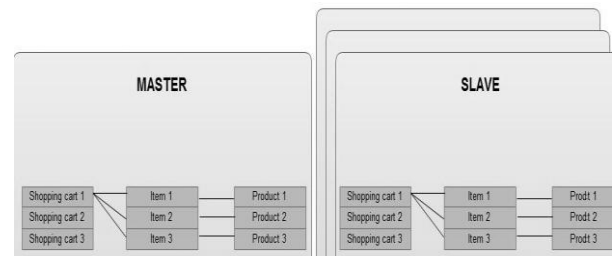 MASTER
Shopping cart 1 Item 1 Product 1
Shopping cart 2 Item 2 Product 2
Shopping cart 3 Item 3 Product 3
SLAVE
Shopping cart 1 Item 1 Prodt 1
Shopping cart 2 Item 2 Prodt 2
Shopping cart 3 Item 3 Prodt 3